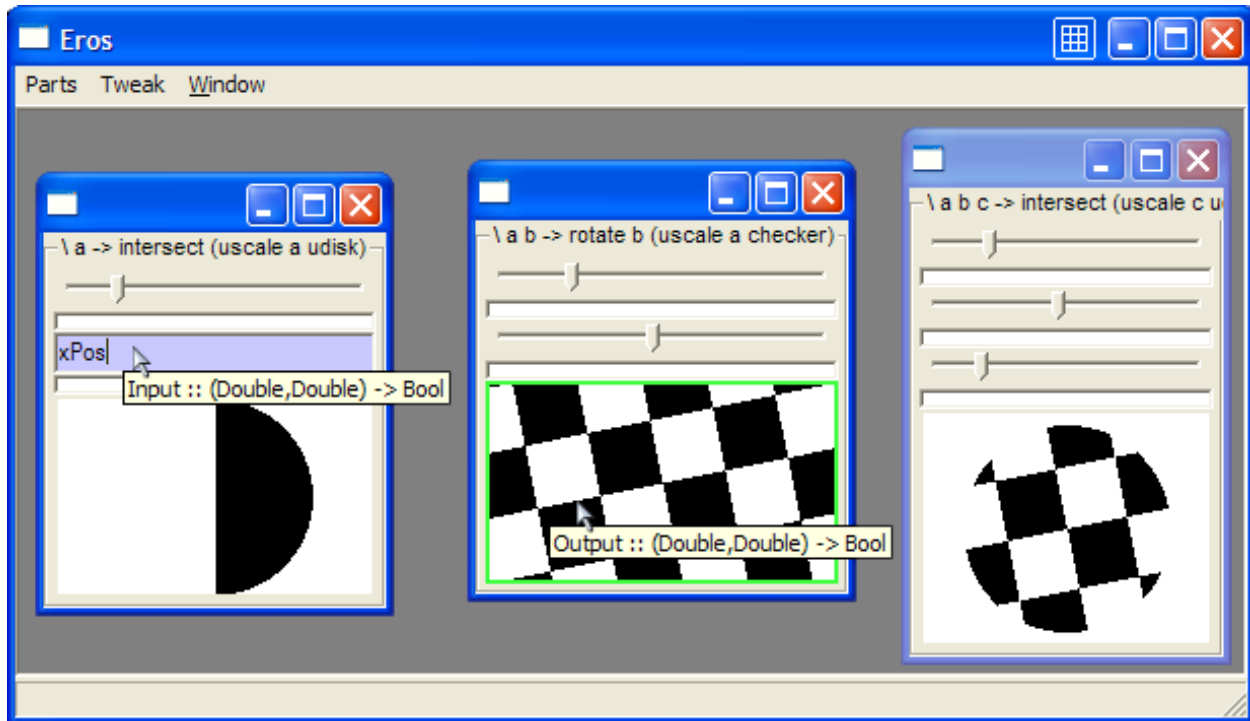 Eros
Parts Tweak Window
\ a -> intersect (uscale a udisk)
xPos
Input :: (Double,Double) -> Bool
\ a b -> rotate b (uscale a checker)
Output :: (Double,Double) -> Bool
\ a b c -> intersect (uscale c u